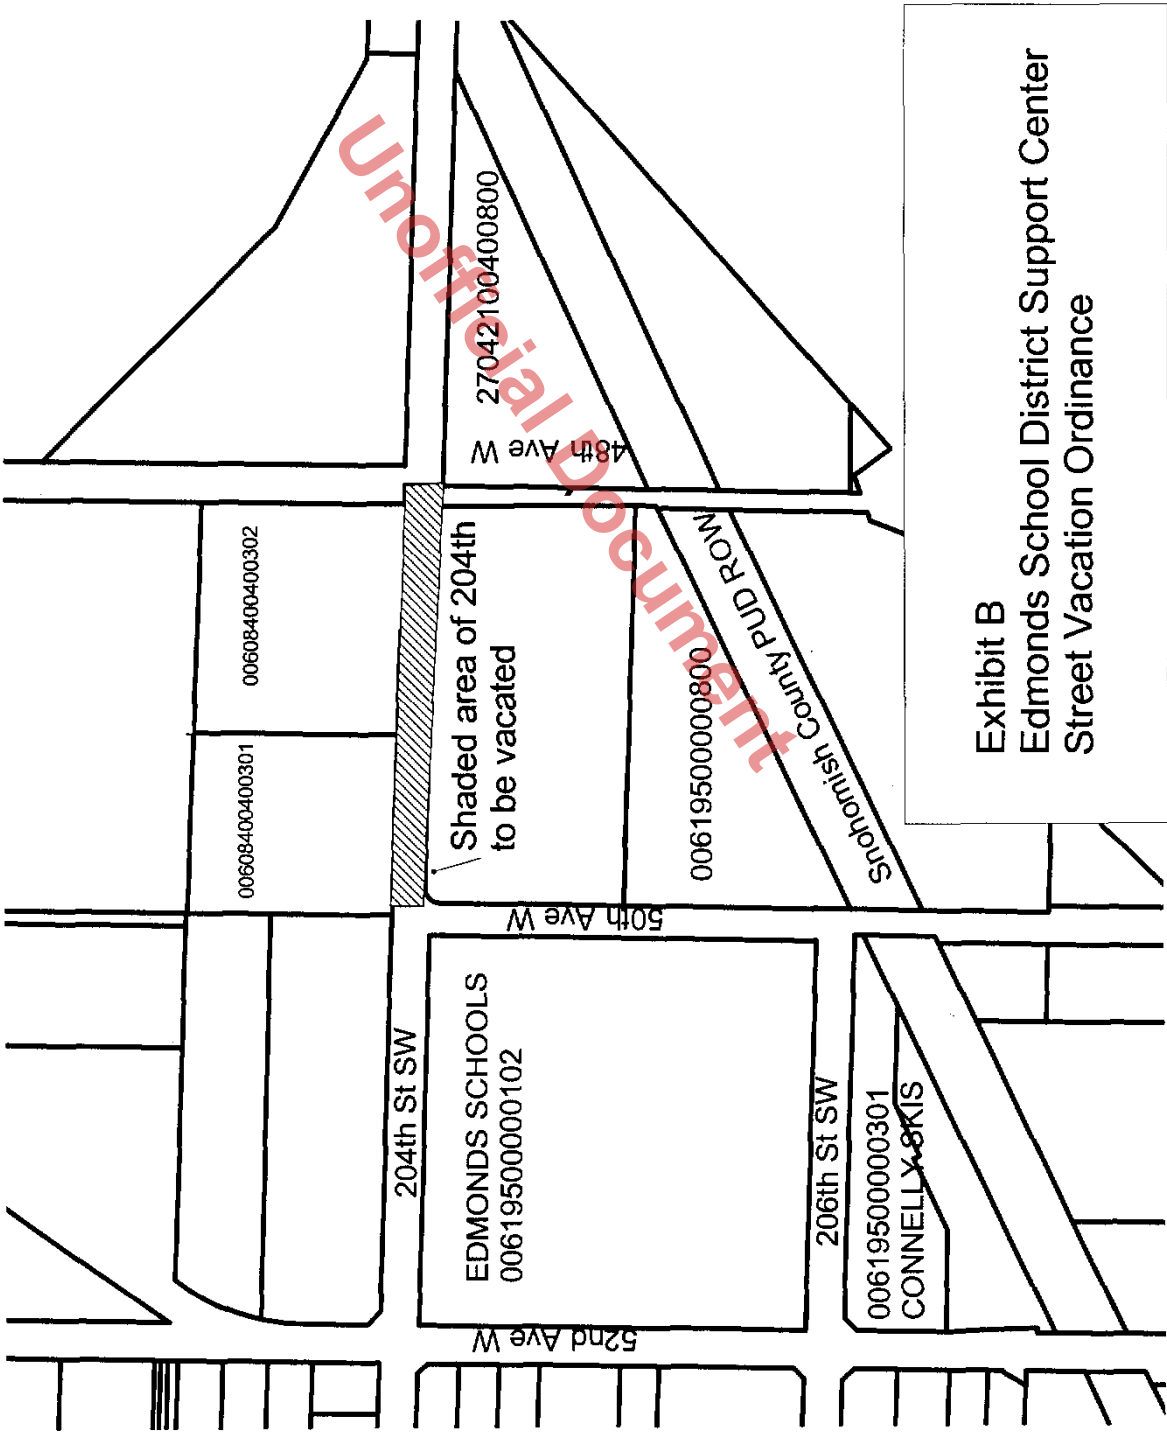 00608400400301
00608400400302
204th St SW
Shaded area of 204th
to be vacated
48th Ave W
27042100400800
EDMONDS SCHOOLS
00619500000102
50th Ave W
00619500000800
Snohomish County PUD ROW
52nd Ave W
206th St SW
00619500000301
CONNELLY SKIS
Unofficial Document
Exhibit B
Edmonds School District Support Center
Street Vacation Ordinance